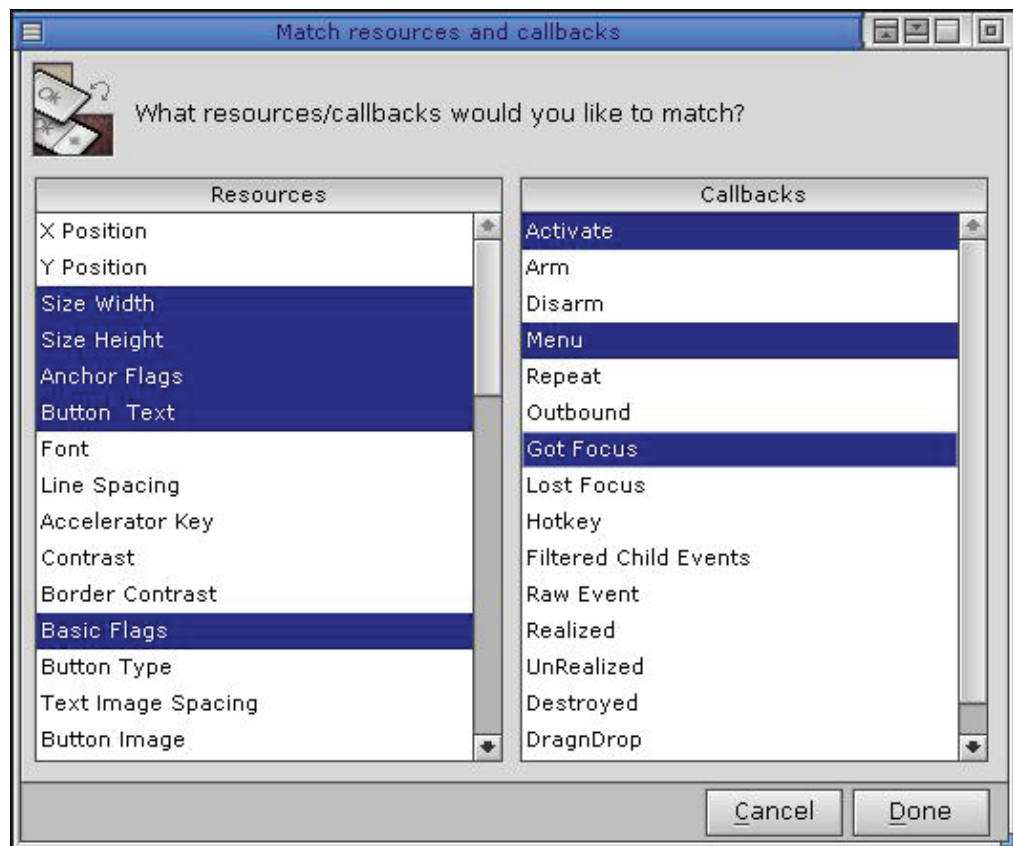 Match resources and callbacks
What resources/callbacks would you like to match?
Resources
X Position
Y Position
Size Width
Size Height
Anchor Flags
Button  Text
Font
Line Spacing
Accelerator Key
Contrast
Border Contrast
Basic Flags
Button Type
Text Image Spacing
Button Image
Callbacks
Activate
Arm
Disarm
Menu
Repeat
Outbound
Got Focus
Lost Focus
Hotkey
Filtered Child Events
Raw Event
Realized
UnRealized
Destroyed
DragnDrop
Cancel
Done